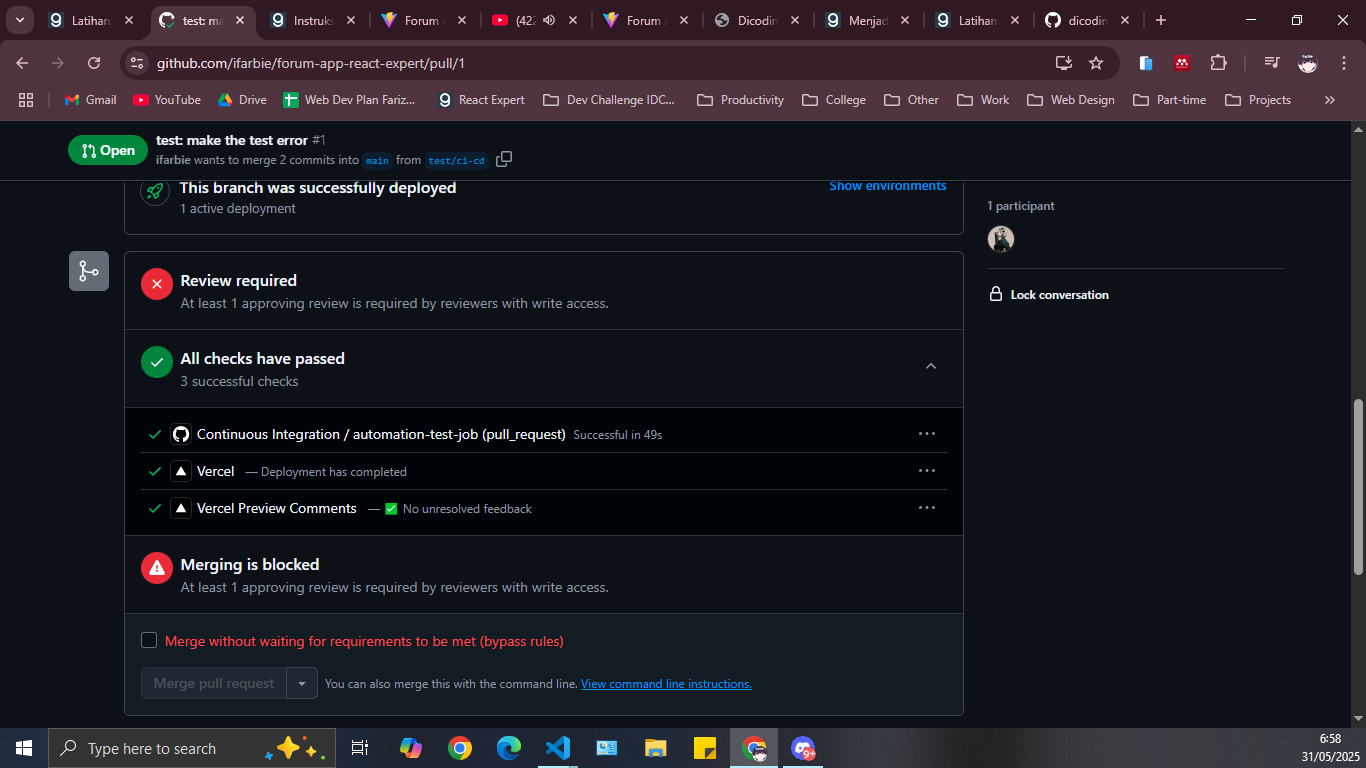 Latihan
test: ma
Instruks
Forum A
(422
Forum A
Dicodin
Menjad
Latihan
dicodin
github.com/ifarbie/forum-app-react-expert/pull/1
Gmail
YouTube
Drive
Web Dev Plan Fariz...
React Expert
Dev Challenge IDC...
Productivity
College
Other
Work
Web Design
Part-time
Projects
Open
test: make the test error #1
ifarbie wants to merge 2 commits into main from test/ci-cd
This branch was successfully deployed
Show environments
1 active deployment
1 participant
Review required
At least 1 approving review is required by reviewers with write access.
Lock conversation
All checks have passed
3 successful checks
Continuous Integration / automation-test-job (pull_request) Successful in 49s
Vercel — Deployment has completed
Vercel Preview Comments — ✅ No unresolved feedback
Merging is blocked
At least 1 approving review is required by reviewers with write access.
Merge without waiting for requirements to be met (bypass rules)
Merge pull request
You can also merge this with the command line. View command line instructions.
Type here to search
9+
6:58
31/05/2025